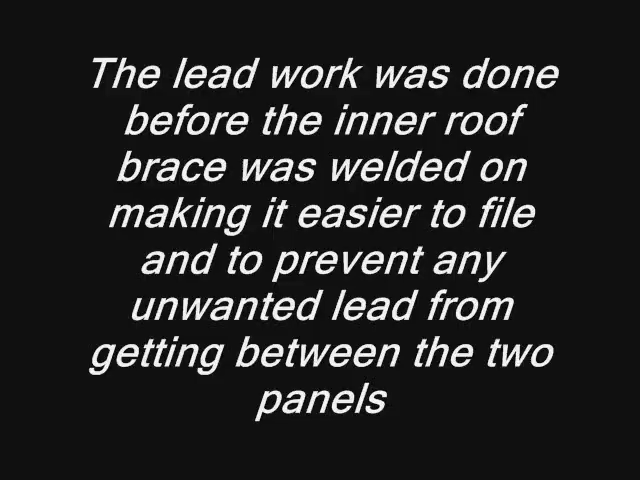 The lead work was done
before the inner roof
brace was welded on
making it easier to file
and to prevent any
unwanted lead from
getting between the two
panels